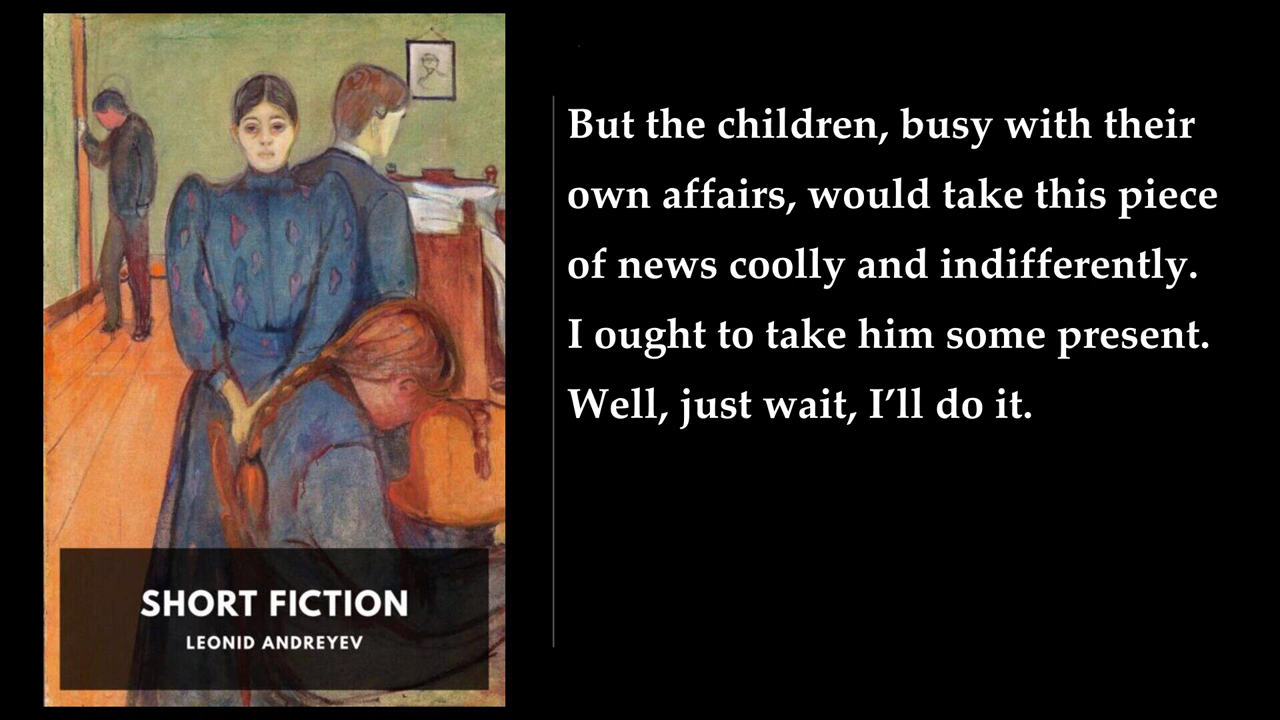 SHORT FICTION
LEONID ANDREYEV
But the children, busy with their
own affairs, would take this piece
of news coolly and indifferently.
I ought to take him some present.
Well, just wait, I’ll do it.